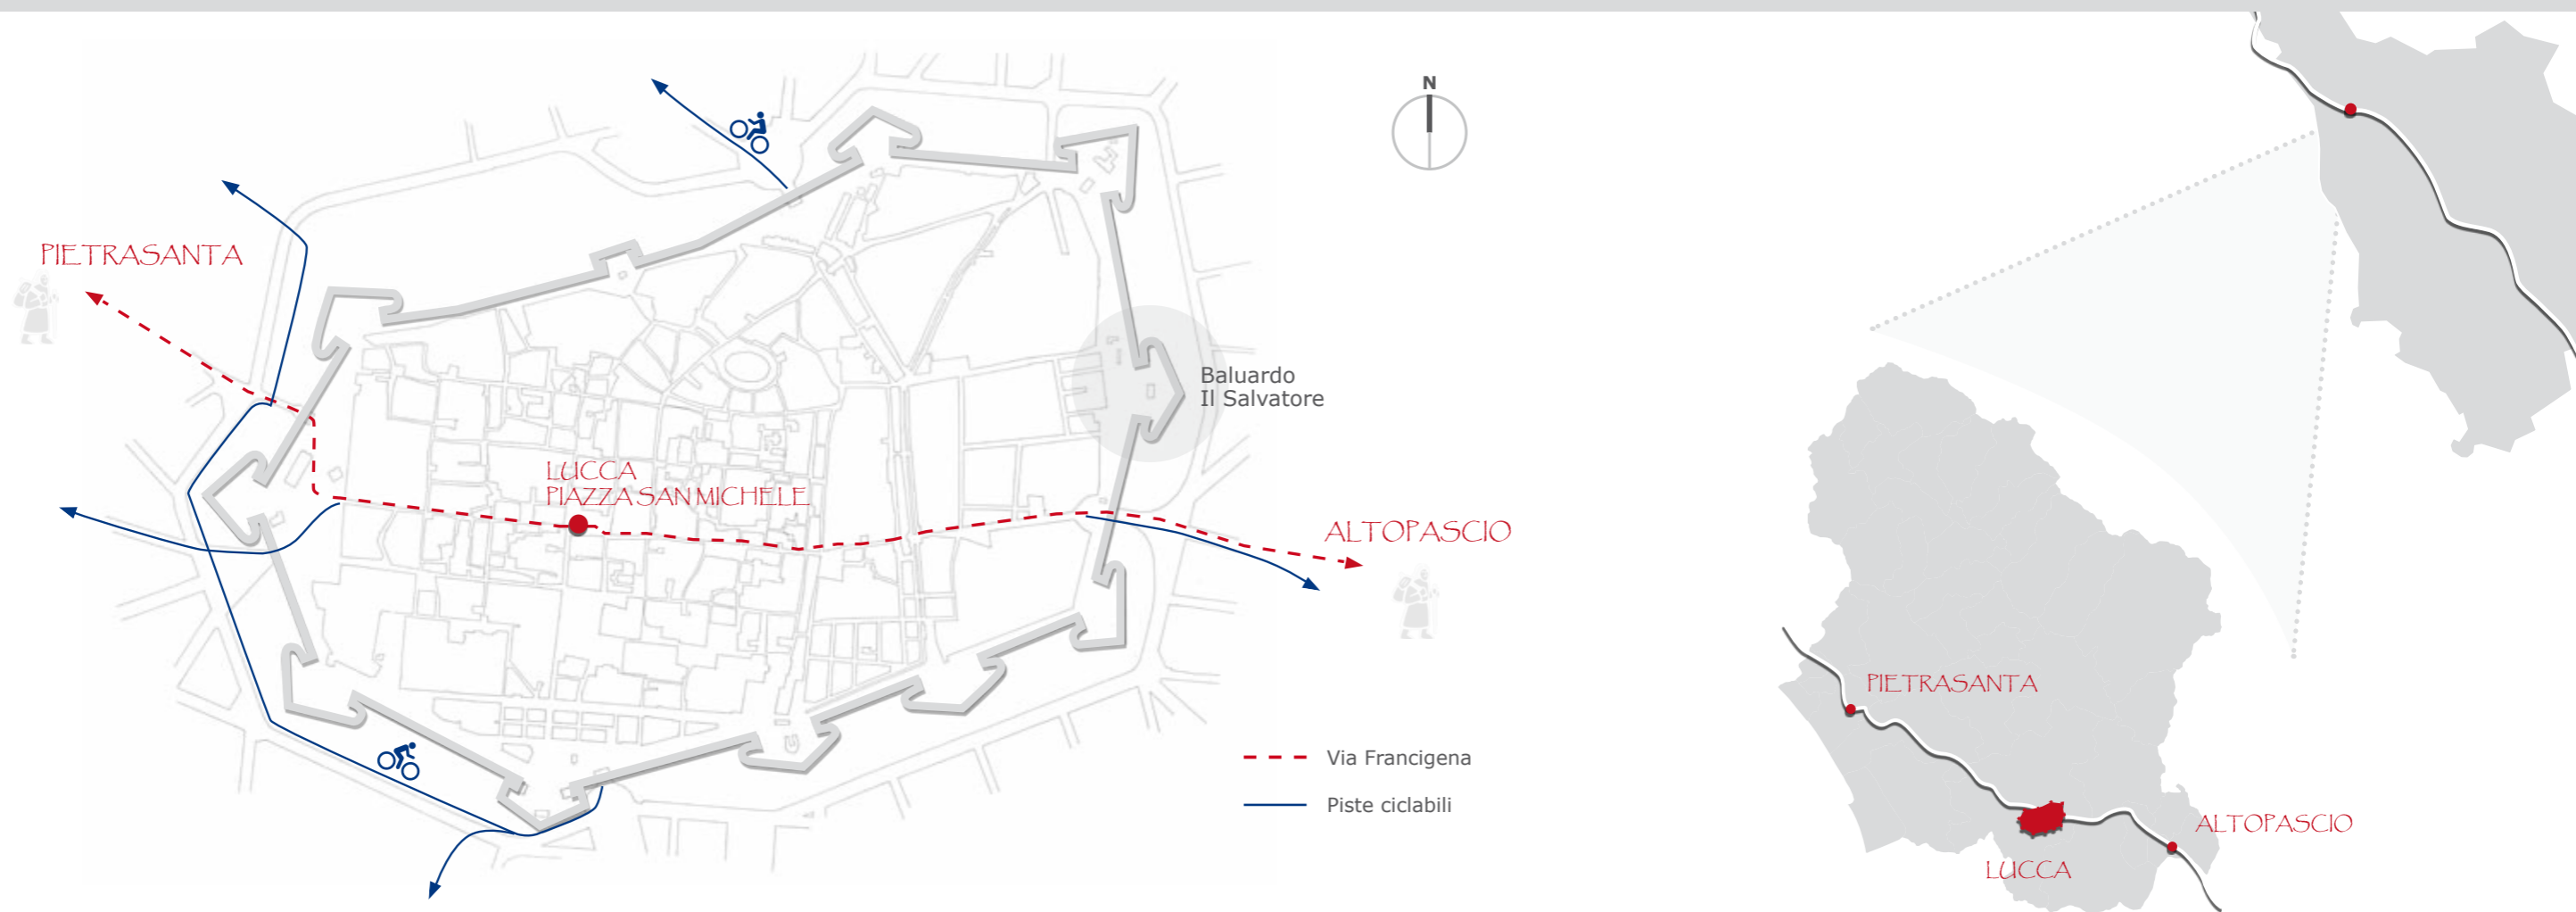 N
PIETRASANTA
Baluardo
Il Salvatore
LUCCA
PIAZZA SAN MICHELE
ALTOPASCIO
Via Francigena
Piste ciclabili
PIETRASANTA
ALTOPASCIO
LUCCA